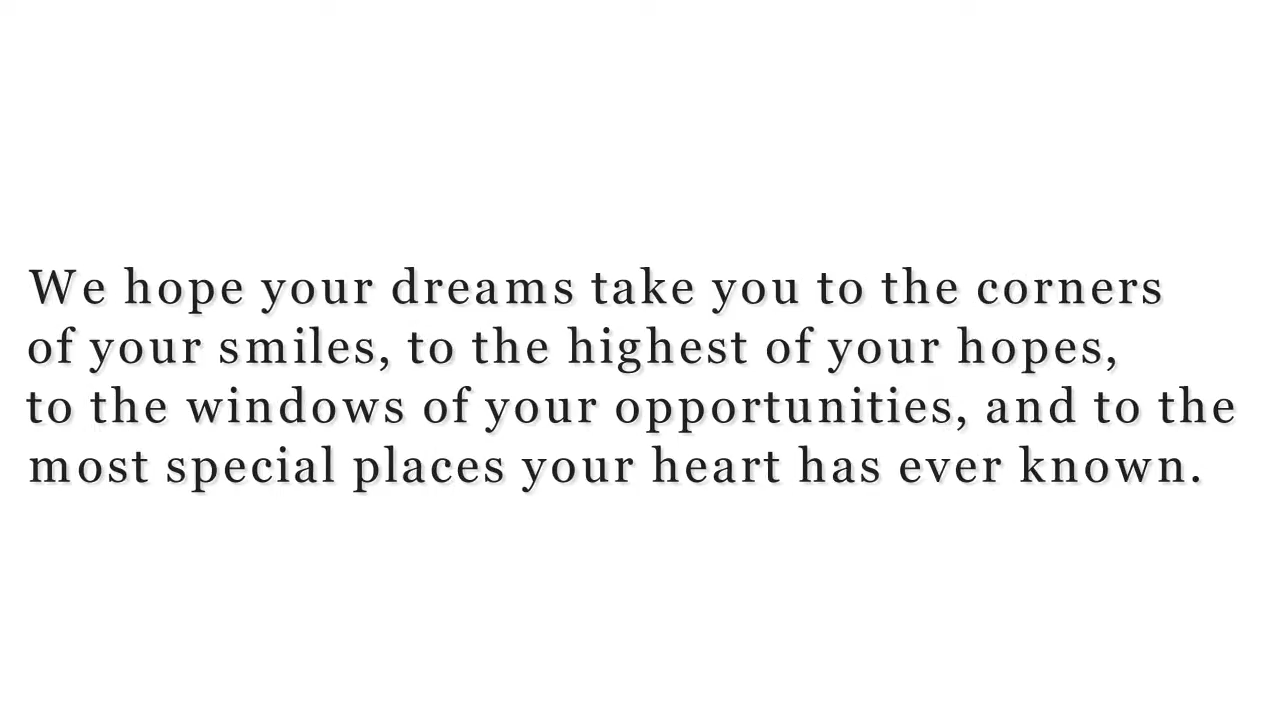 We hope your dreams take you to the corners
of your smiles, to the highest of your hopes,
to the windows of your opportunities, and to the
most special places your heart has ever known.